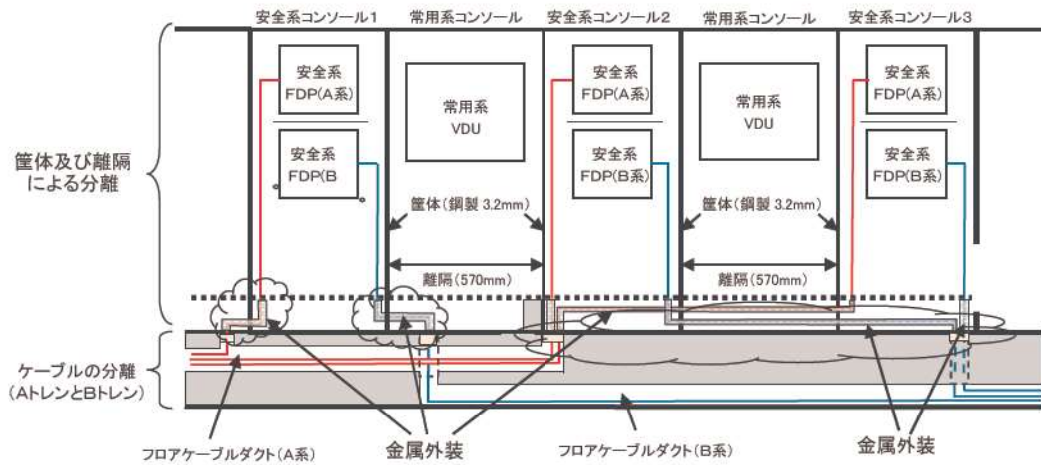 安全系コンソール1
常用系コンソール
安全系コンソール2
常用系コンソール
安全系コンソール3
安全系
FDP(A系)
安全系
FDP(B
常用系
VDU
安全系
FDP(A系)
安全系
FDP(B系)
常用系
VDU
安全系
FDP(A系)
安全系
FDP(B系)
筐体及び離隔
による分離
筐体(鋼製 3.2mm)
筐体(鋼製 3.2mm)
離隔(570mm)
離隔(570mm)
ケーブルの分離
(AトレンとBトレン)
フロアケーブルダクト(A系)
金属外装
フロアケーブルダクト(B系)
金属外装